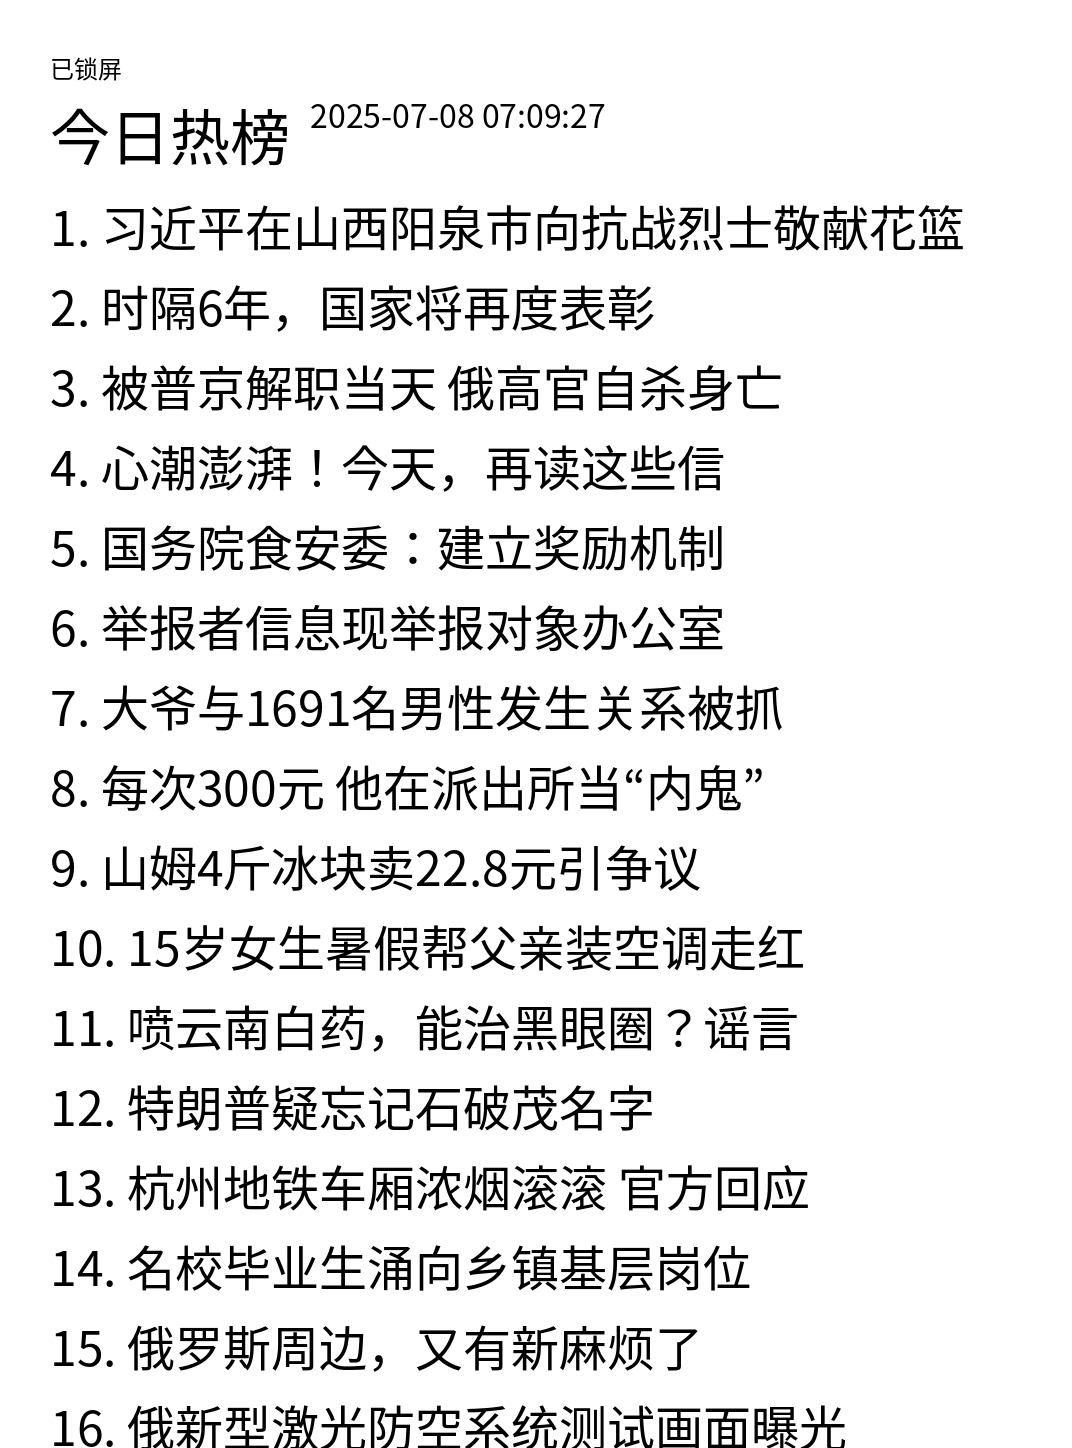 已锁屏
今日热榜 2025-07-08 07:09:27
1. 习近平在山西阳泉市向抗战烈士敬献花篮
2. 时隔6年，国家将再度表彰
3. 被普京解职当天 俄高官自杀身亡
4. 心潮澎湃！今天，再读这些信
5. 国务院食安委：建立奖励机制
6. 举报者信息现举报对象办公室
7. 大爷与1691名男性发生关系被抓
8. 每次300元 他在派出所当“内鬼”
9. 山姆4斤冰块卖22.8元引争议
10. 15岁女生暑假帮父亲装空调走红
11. 喷云南白药，能治黑眼圈？谣言
12. 特朗普疑忘记石破茂名字
13. 杭州地铁车厢浓烟滚滚 官方回应
14. 名校毕业生涌向乡镇基层岗位
15. 俄罗斯周边，又有新麻烦了
16. 俄新型激光防空系统测试画面曝光